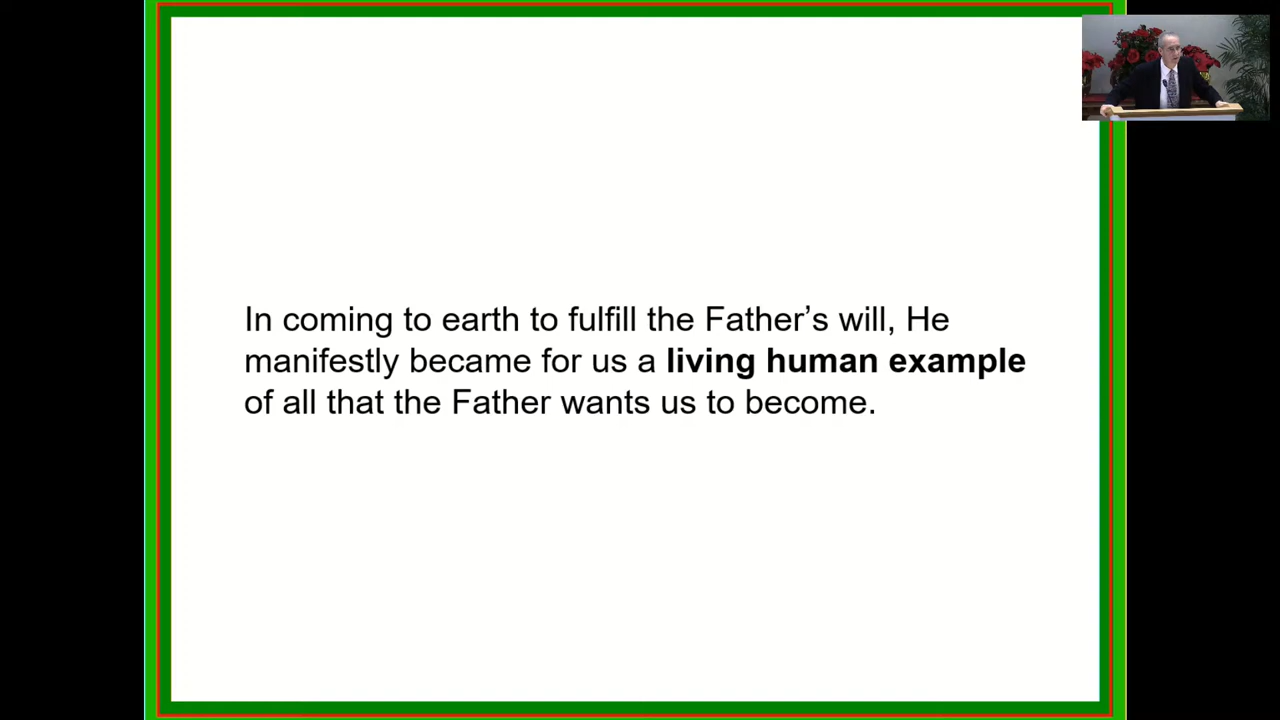 In coming to earth to fulfill the Father’s will, He
manifestly became for us a living human example
of all that the Father wants us to become.